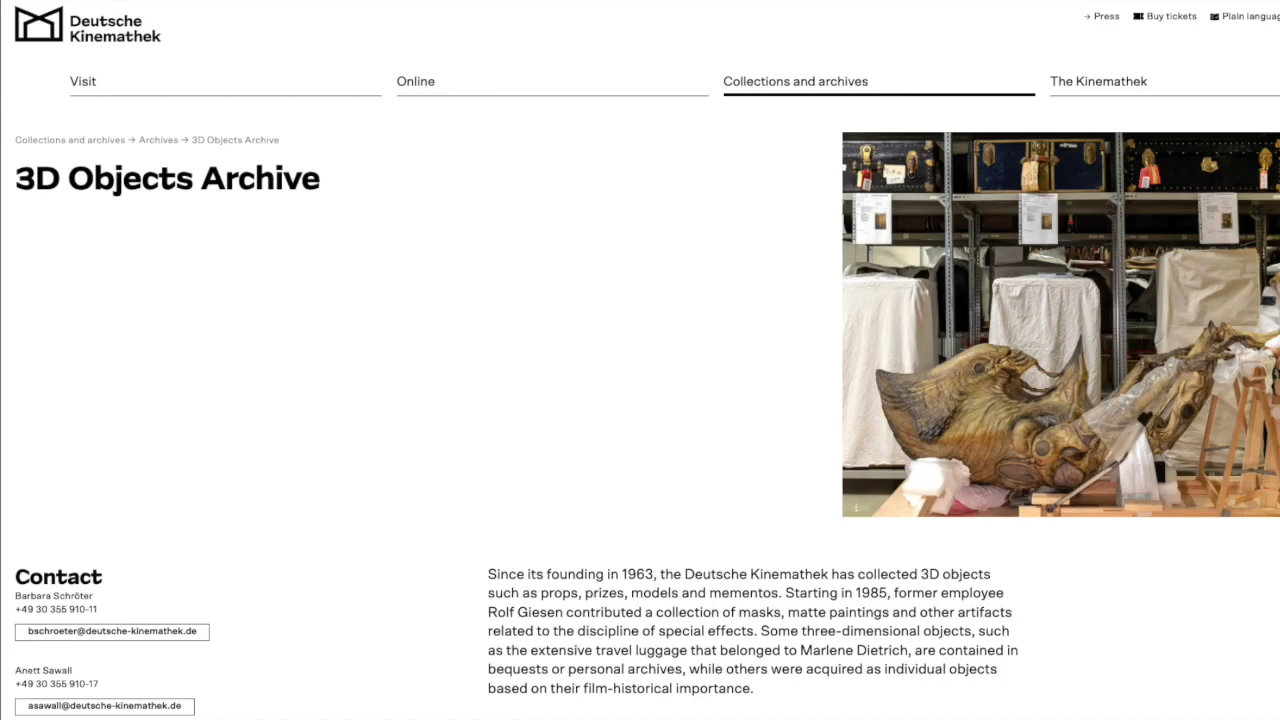 Deutsche
Kinemathek
→ Press
Buy tickets
Plain languag
Visit
Online
Collections and archives
The Kinemathek
Collections and archives → Archives → 3D Objects Archive
3D Objects Archive
Contact
Barbara Schröter
+49 30 355 910-11
bschroeter@deutsche-kinemathek.de
Anett Sawall
+49 30 355 910-17
asawall@deutsche-kinemathek.de
Since its founding in 1963, the Deutsche Kinemathek has collected 3D objects
such as props, prizes, models and mementos. Starting in 1985, former employee
Rolf Giesen contributed a collection of masks, matte paintings and other artifacts
related to the discipline of special effects. Some three-dimensional objects, such
as the extensive travel luggage that belonged to Marlene Dietrich, are contained in
bequests or personal archives, while others were acquired as individual objects
based on their film-historical importance.